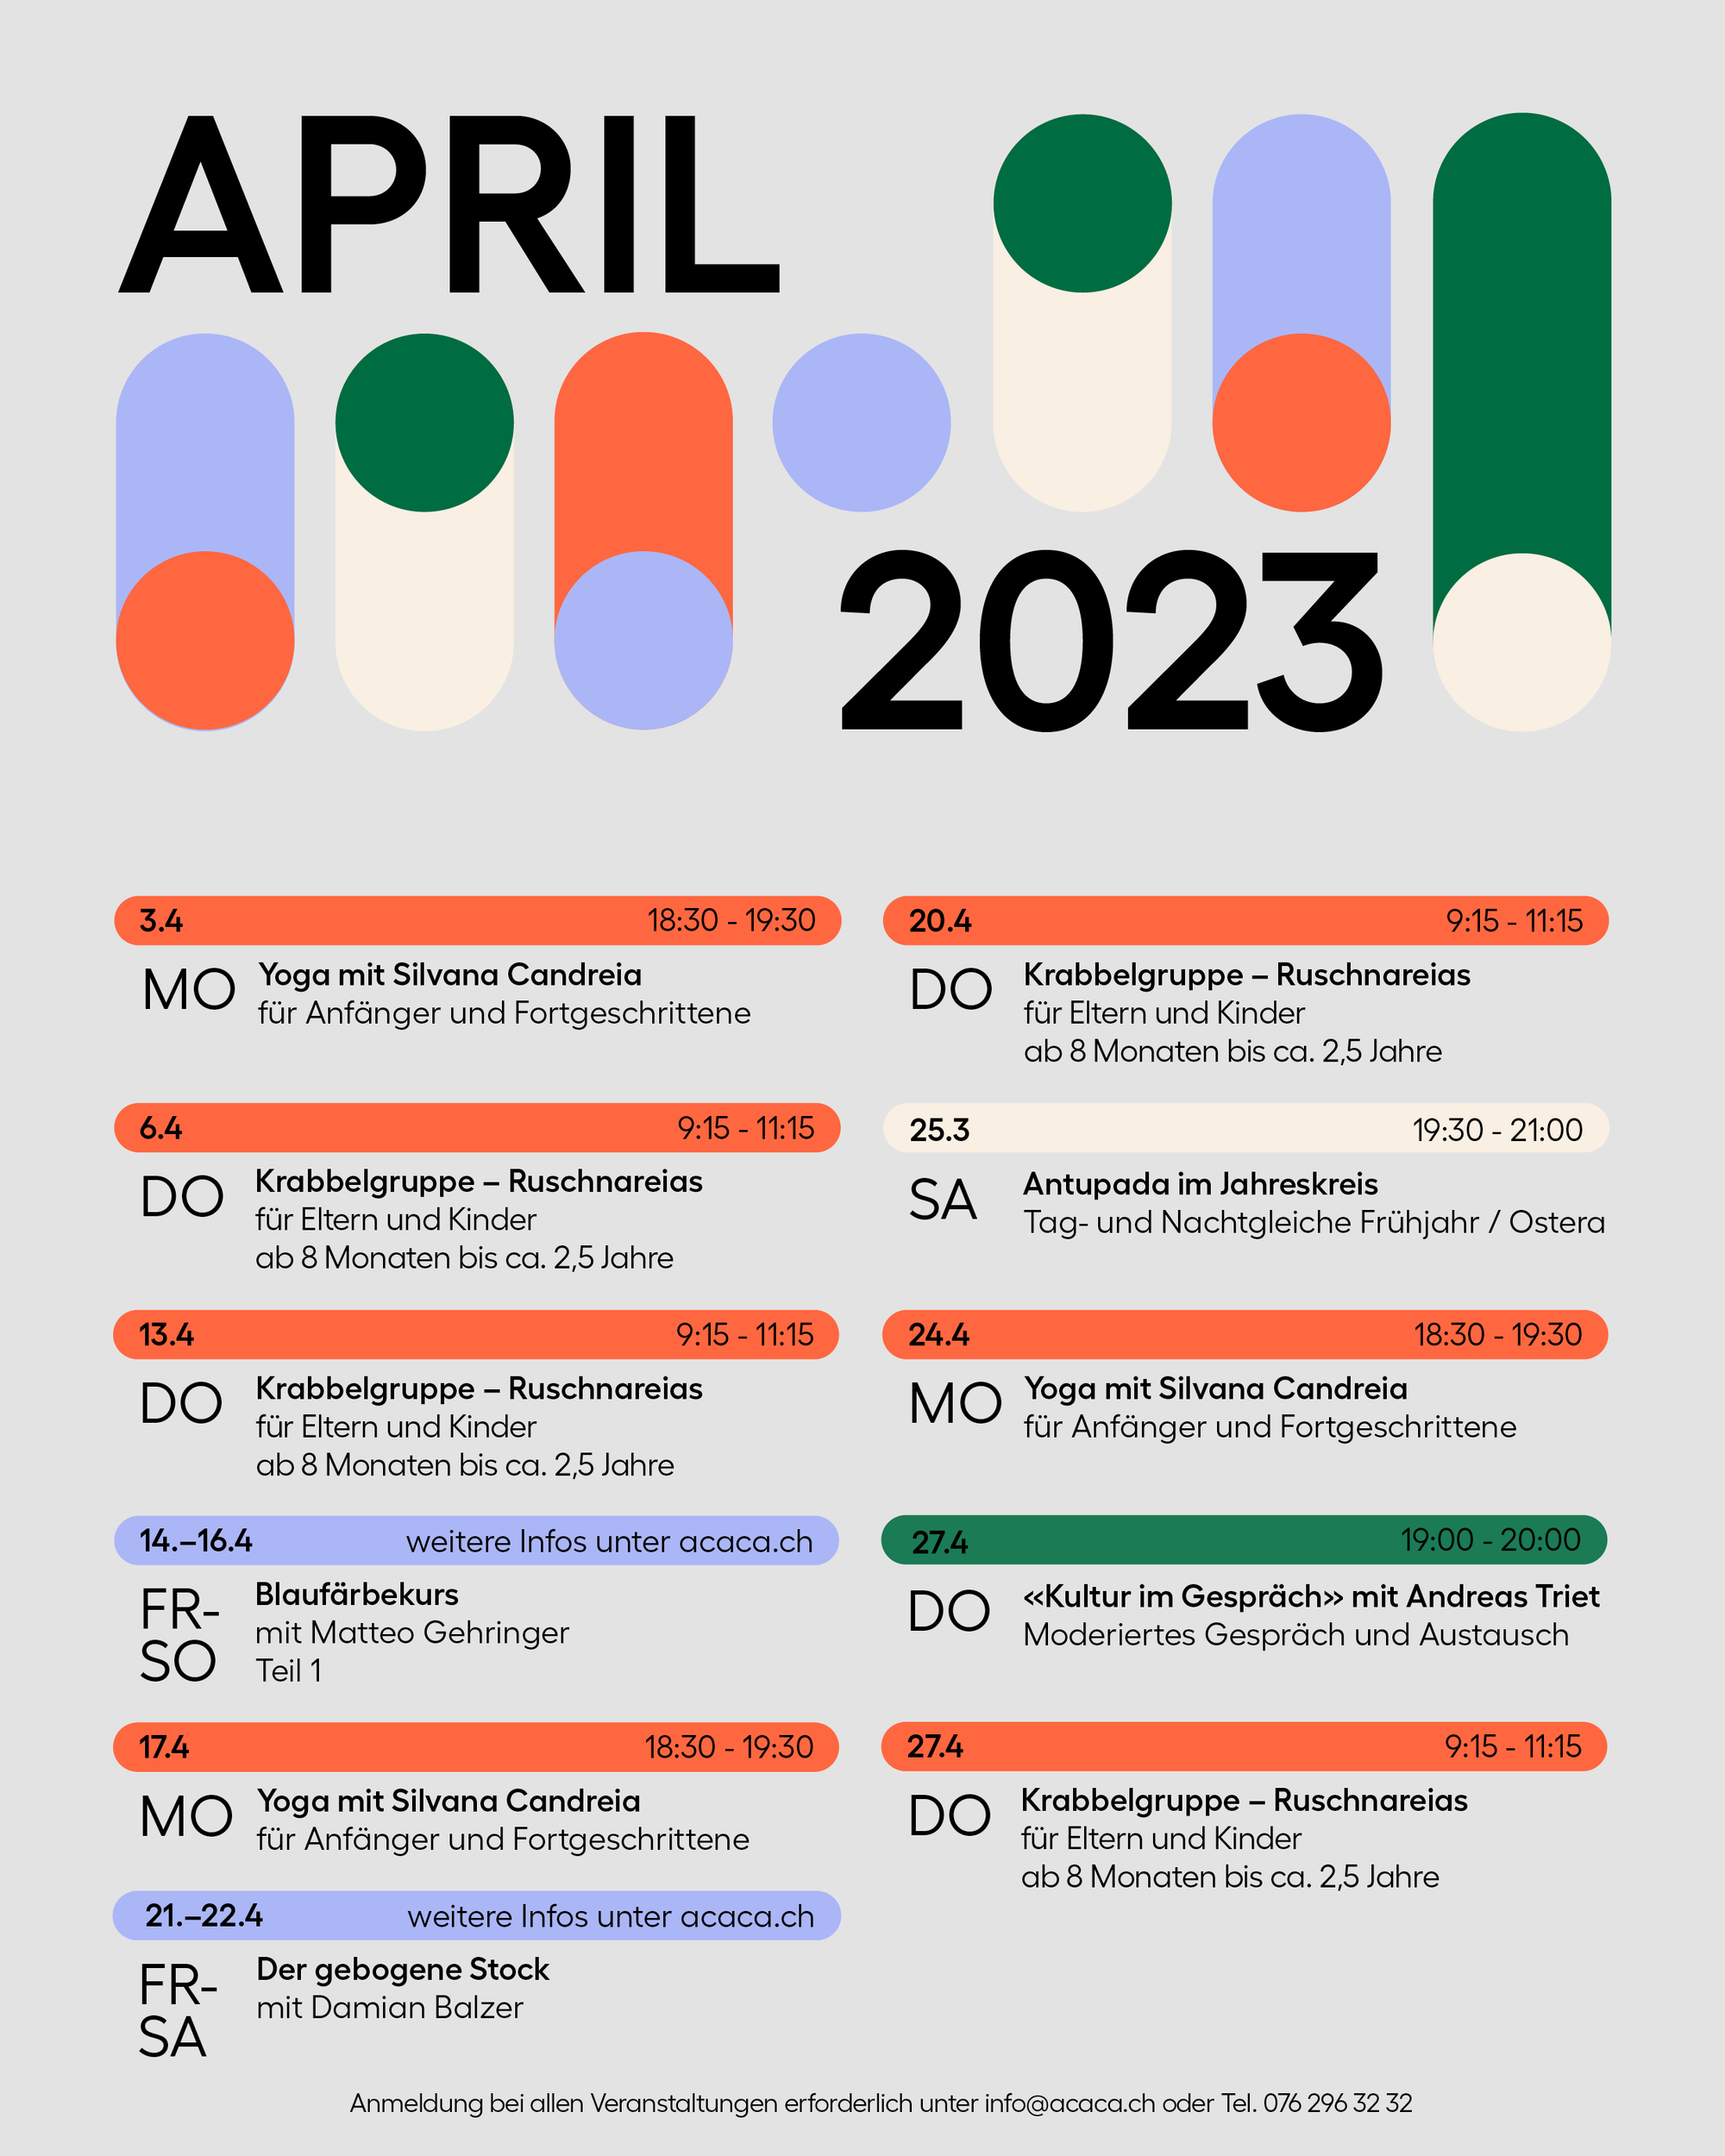 APRIL
2023
3.4 18:30 - 19:30
MO Yoga mit Silvana Candreia
für Anfänger und Fortgeschrittene
6.4 9:15 - 11:15
DO Krabbelgruppe – Ruschnareias
für Eltern und Kinder
ab 8 Monaten bis ca. 2,5 Jahre
13.4 9:15 - 11:15
DO Krabbelgruppe – Ruschnareias
für Eltern und Kinder
ab 8 Monaten bis ca. 2,5 Jahre
14.–16.4 weitere Infos unter acaca.ch
FR-
SO
Blaufärbekurs
mit Matteo Gehringer
Teil 1
17.4 18:30 - 19:30
MO Yoga mit Silvana Candreia
für Anfänger und Fortgeschrittene
21.–22.4 weitere Infos unter acaca.ch
FR-
SA
Der gebogene Stock
mit Damian Balzer
20.4 9:15 - 11:15
DO Krabbelgruppe – Ruschnareias
für Eltern und Kinder
ab 8 Monaten bis ca. 2,5 Jahre
25.3 19:30 - 21:00
SA Antupada im Jahreskreis
Tag- und Nachtgleiche Frühjahr / Ostera
24.4 18:30 - 19:30
MO Yoga mit Silvana Candreia
für Anfänger und Fortgeschrittene
27.4 19:00 - 20:00
DO «Kultur im Gespräch» mit Andreas Triet
Moderiertes Gespräch und Austausch
27.4 9:15 - 11:15
DO Krabbelgruppe – Ruschnareias
für Eltern und Kinder
ab 8 Monaten bis ca. 2,5 Jahre
Anmeldung bei allen Veranstaltungen erforderlich unter info@acaca.ch oder Tel. 076 296 32 32